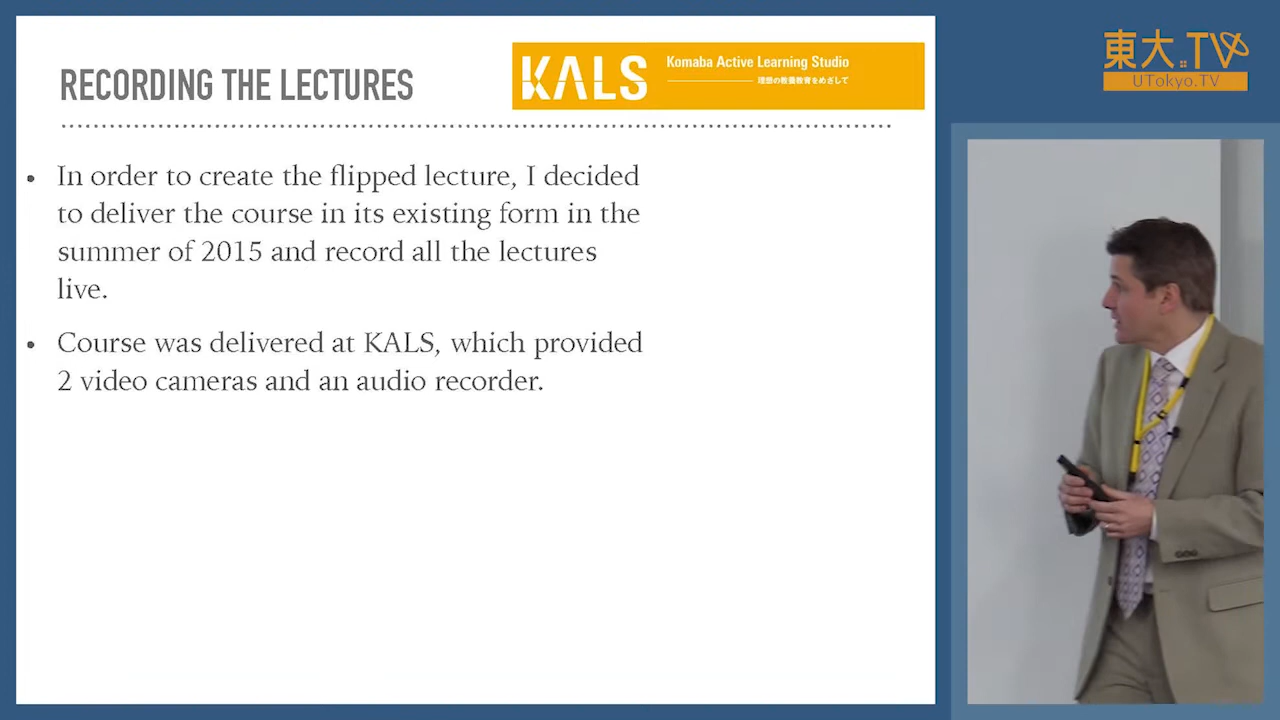 RECORDING THE LECTURES
KALS
Komaba Active Learning Studio
理想の教養教育をめざして
• In order to create the flipped lecture, I decided
to deliver the course in its existing form in the
summer of 2015 and record all the lectures
live.
• Course was delivered at KALS, which provided
2 video cameras and an audio recorder.
東大.TV
UTokyo.TV